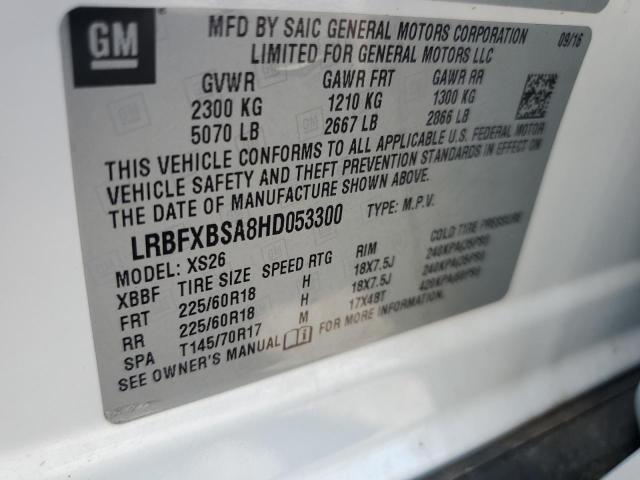 GM
MFD BY SAIC GENERAL MOTORS CORPORATION
LIMITED FOR GENERAL MOTORS LLC
09/16
GVWR GAWR FRT GAWR RR
2300 KG 1210 KG 1300 KG
5070 LB 2667 LB 2866 LB
THIS VEHICLE CONFORMS TO ALL APPLICABLE U.S. FEDERAL MOTOR
VEHICLE SAFETY AND THEFT PREVENTION STANDARDS IN EFFECT ON
THE DATE OF MANUFACTURE SHOWN ABOVE.
LRBFXBSA8HD053300 TYPE: M.P.V.
MODEL: XS26
XBBF TIRE SIZE SPEED RTG RIM COLD TIRE PRESSURE
FRT 225/60R18 H 18X7.5J 240KPA/35PSI
RR 225/60R18 H 18X7.5J 240KPA/35PSI
SPA T145/70R17 M 17X4BT 420KPA/60PSI
SEE OWNER'S MANUAL FOR MORE INFORMATION.